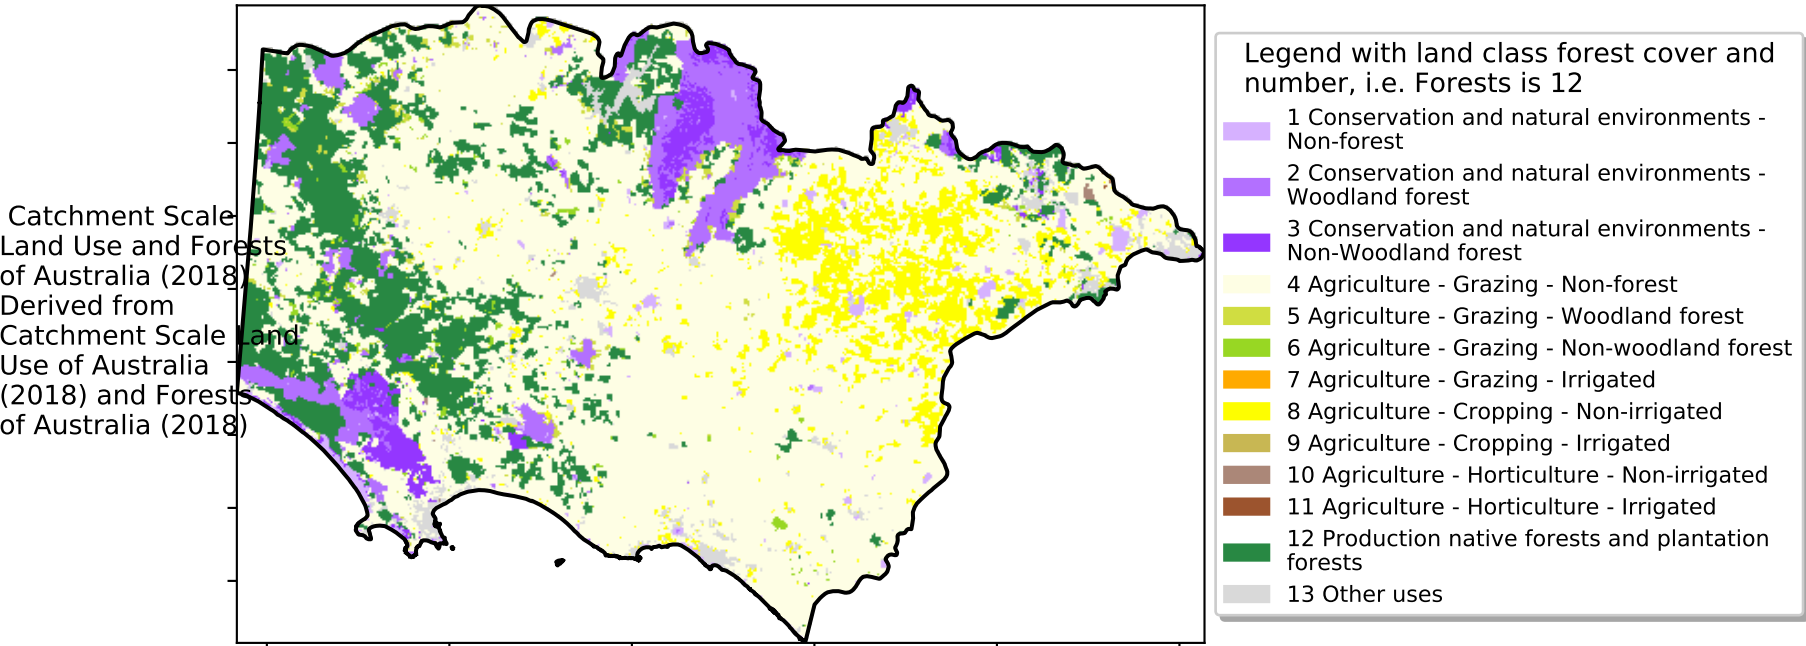 Catchment Scale
Land Use and Forests
of Australia (2018)
Derived from
Catchment Scale Land
Use of Australia
(2018) and Forests
of Australia (2018)
Legend with land class forest cover and
number, i.e. Forests is 12
1 Conservation and natural environments -
Non-forest
2 Conservation and natural environments -
Woodland forest
3 Conservation and natural environments -
Non-Woodland forest
4 Agriculture - Grazing - Non-forest
5 Agriculture - Grazing - Woodland forest
6 Agriculture - Grazing - Non-woodland forest
7 Agriculture - Grazing - Irrigated
8 Agriculture - Cropping - Non-irrigated
9 Agriculture - Cropping - Irrigated
10 Agriculture - Horticulture - Non-irrigated
11 Agriculture - Horticulture - Irrigated
12 Production native forests and plantation
forests
13 Other uses